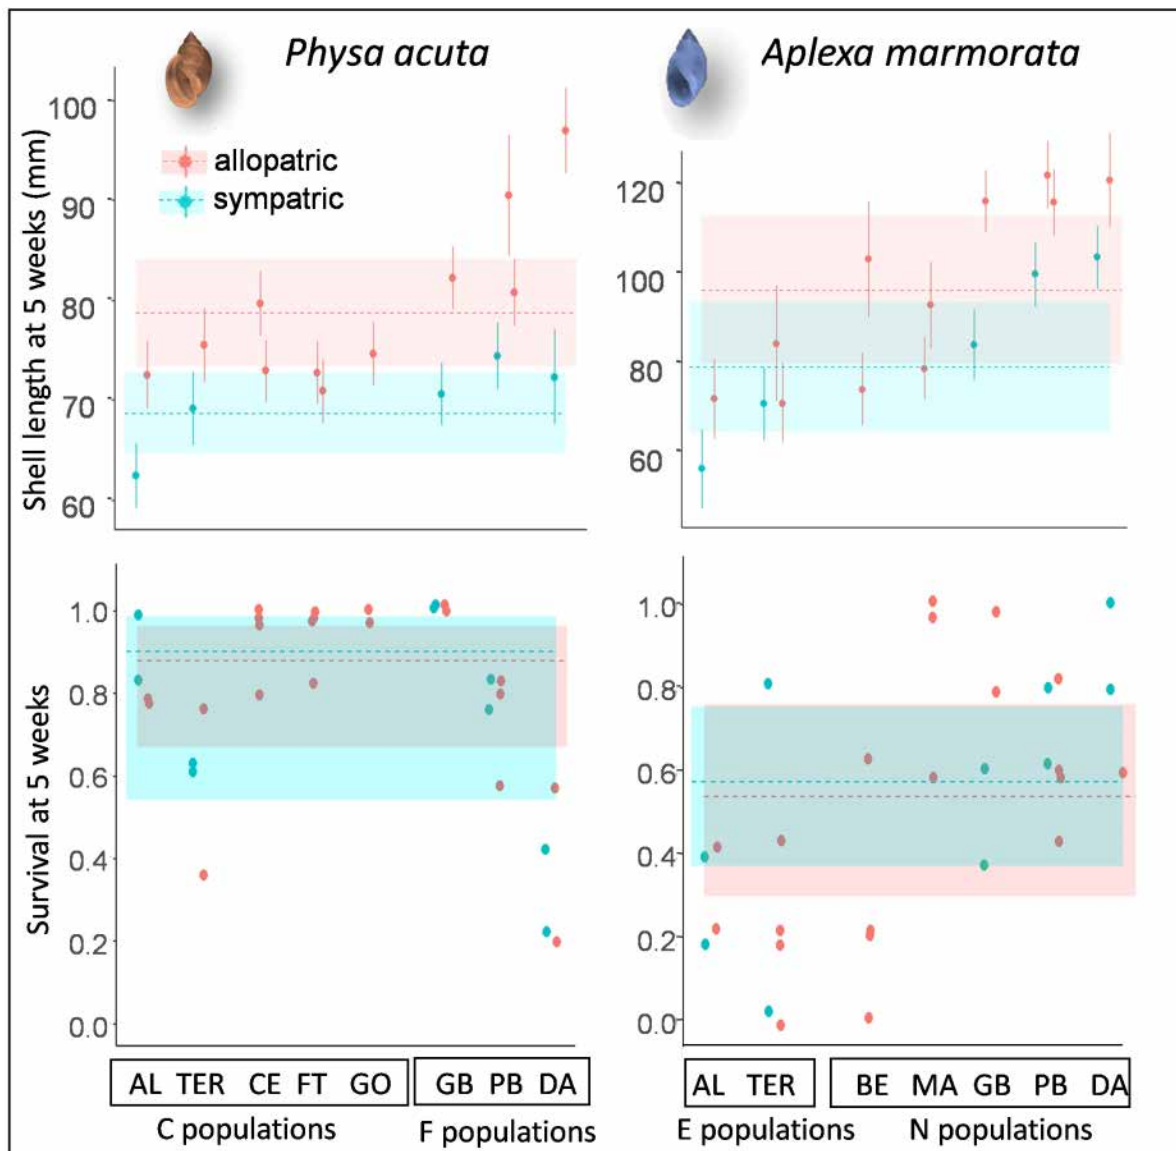 Physa acuta
Aplexa marmorata
Shell length at 5 weeks (mm)
100
90
80
70
60
allopatric
sympatric
120
100
80
60
Survival at 5 weeks
1.0
0.8
0.6
0.4
0.2
0.0
1.0
0.8
0.6
0.4
0.2
0.0
AL TER CE FT GO GB PB DA
C populations F populations
AL TER BE MA GB PB DA
E populations N populations